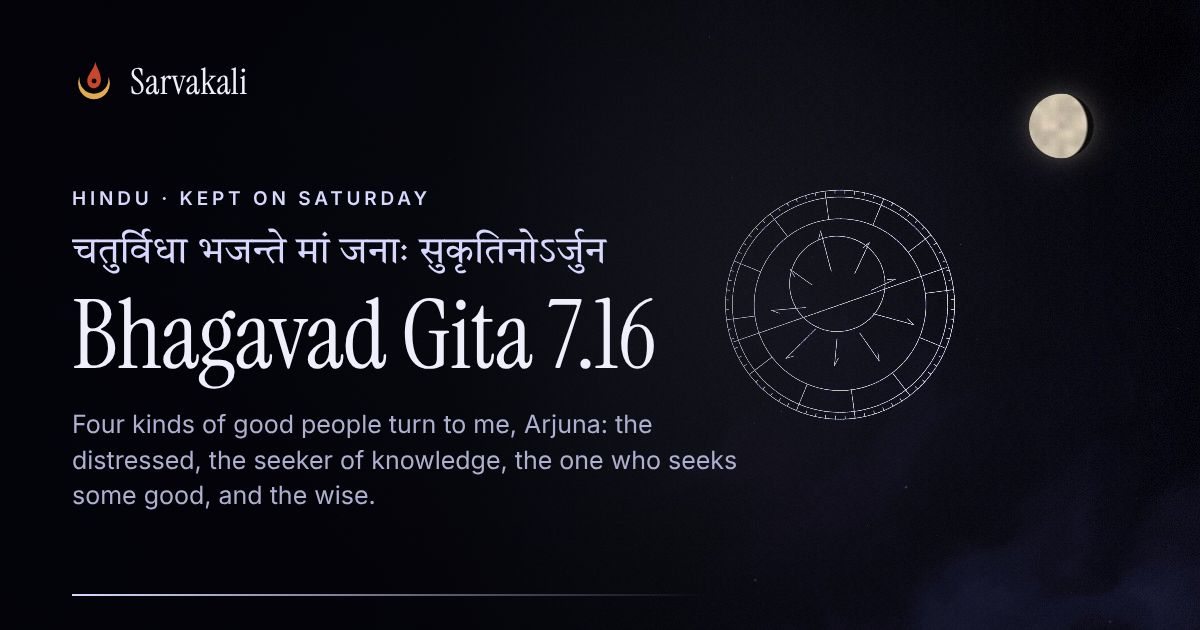 Sarvakali
HINDU · KEPT ON SATURDAY
चतुर्विधा भजन्ते मां जनाः सुकृतिनोऽर्जुन
Bhagavad Gita 7.16
Four kinds of good people turn to me, Arjuna: the
distressed, the seeker of knowledge, the one who seeks
some good, and the wise.